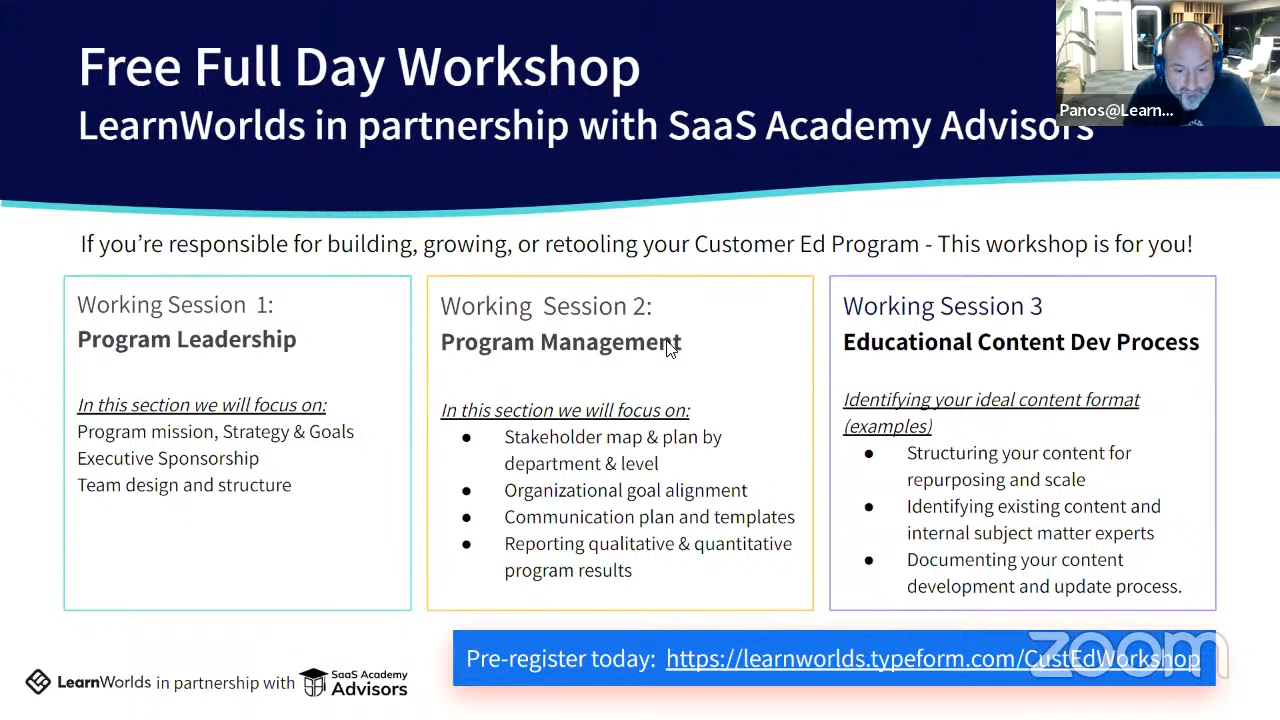 Free Full Day Workshop
LearnWorlds in partnership with SaaS Academy Advisors
Panos@Learn...
If you’re responsible for building, growing, or retooling your Customer Ed Program - This workshop is for you!
Working Session 1:
Program Leadership
In this section we will focus on:
Program mission, Strategy & Goals
Executive Sponsorship
Team design and structure
Working Session 2:
Program Management
In this section we will focus on:
● Stakeholder map & plan by
department & level
● Organizational goal alignment
● Communication plan and templates
● Reporting qualitative & quantitative
program results
Working Session 3
Educational Content Dev Process
Identifying your ideal content format
(examples)
● Structuring your content for
repurposing and scale
● Identifying existing content and
internal subject matter experts
● Documenting your content
development and update process.
Pre-register today: https://learnworlds.typeform.com/CustEdWorkshop
zoom
LearnWorlds in partnership with
SaaS Academy
Advisors